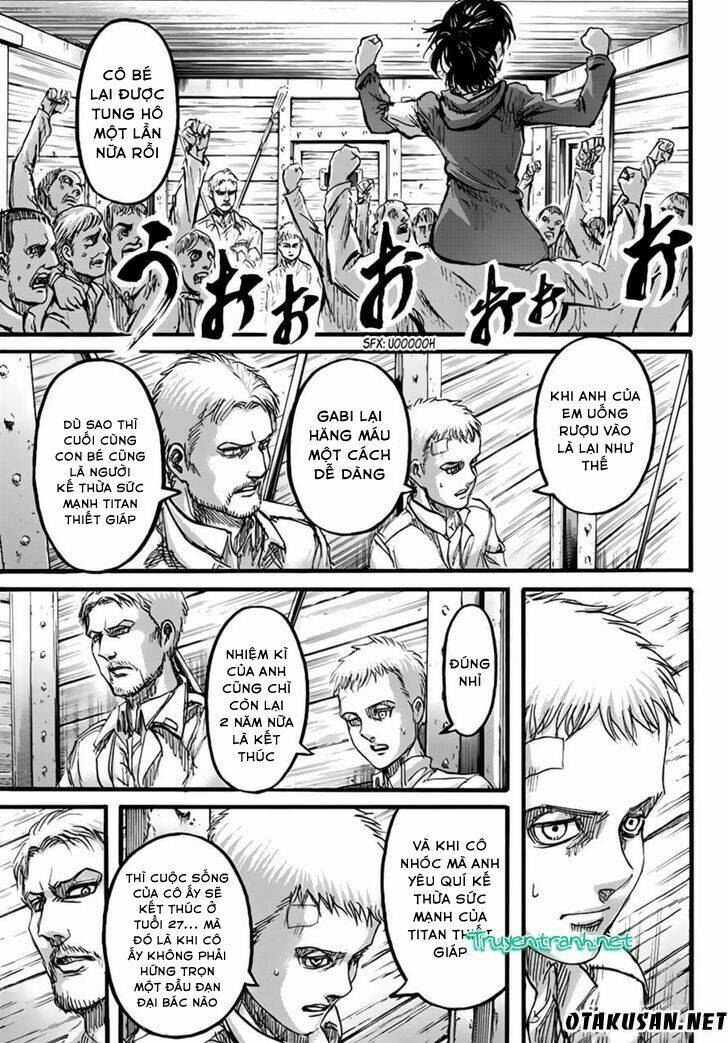 CÔ BÉ
LẠI ĐƯỢC
TUNG HÔ
MỘT LẦN
NỮA RỒI
うおおおおおお
SFX: UOOOOOH
KHI ANH CỦA
EM UỐNG
RƯỢU VÀO
LÀ LẠI NHƯ
THẾ
GABI LẠI
HĂNG MÁU
MỘT CÁCH
DỄ DÀNG
DÙ SAO THÌ
CUỐI CÙNG
CON BÉ CŨNG
LÀ NGƯỜI
KẾ THỪA SỨC
MẠNH TITAN
THIẾT GIÁP
ĐÚNG
NHỈ
NHIỆM KÌ
CỦA ANH
CŨNG CHỈ
CÒN LẠI
2 NĂM NỮA
LÀ KẾT
THÚC
VÀ KHI CÔ
NHÓC MÀ ANH
YÊU QUÍ KẾ
THỪA SỨC
MẠNH CỦA
TITAN THIẾT
GIÁP
THÌ CUỘC SỐNG
CỦA CÔ ẤY SẼ
KẾT THÚC Ở
TUỔI 27... MÀ
ĐÓ LÀ KHI CÔ
ẤY KHÔNG PHẢI
HỨNG TRỌN
MỘT ĐẦU ĐẠN
ĐẠI BÁC NÀO
Truyentranh.net
OTAKUSAN.NET